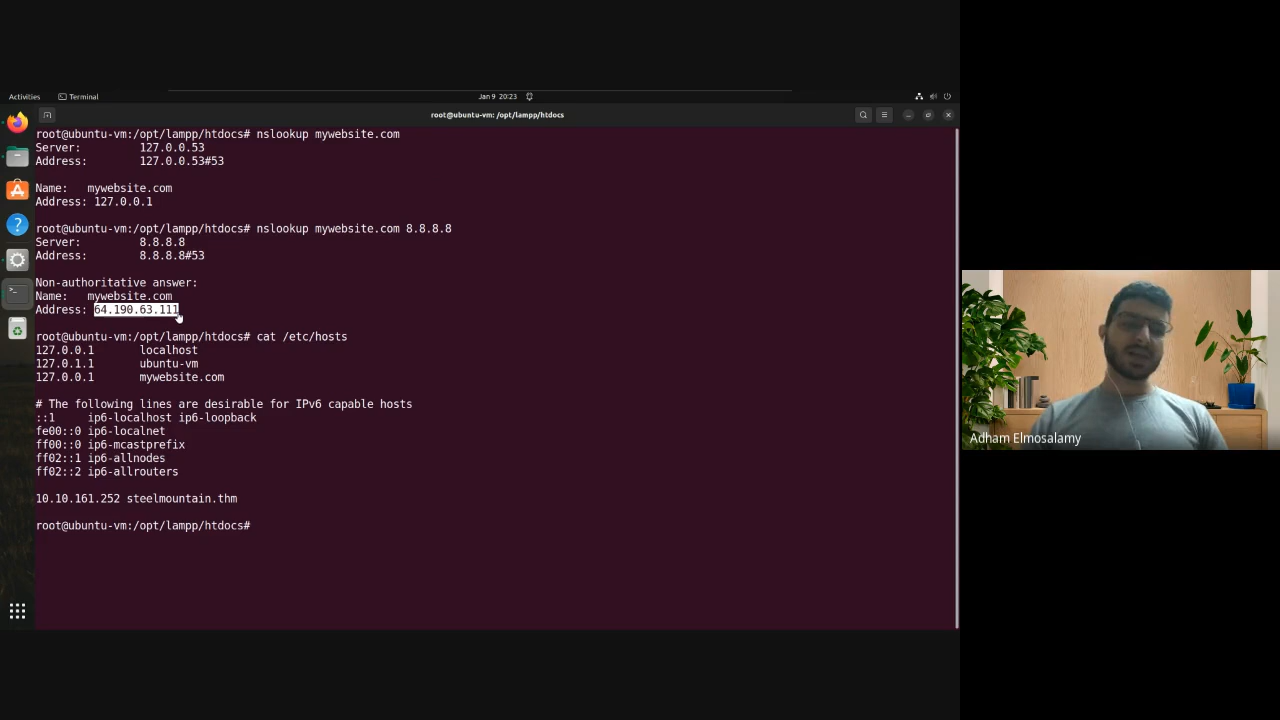 Activities
Terminal
Jan 9 20:23
root@ubuntu-vm: /opt/lampp/htdocs
root@ubuntu-vm:/opt/lampp/htdocs# nslookup mywebsite.com
Server: 127.0.0.53
Address: 127.0.0.53#53
Name: mywebsite.com
Address: 127.0.0.1
root@ubuntu-vm:/opt/lampp/htdocs# nslookup mywebsite.com 8.8.8.8
Server: 8.8.8.8
Address: 8.8.8.8#53
Non-authoritative answer:
Name: mywebsite.com
Address: 64.190.63.111
root@ubuntu-vm:/opt/lampp/htdocs# cat /etc/hosts
127.0.0.1 localhost
127.0.1.1 ubuntu-vm
127.0.0.1 mywebsite.com
# The following lines are desirable for IPv6 capable hosts
::1 ip6-localhost ip6-loopback
fe00::0 ip6-localnet
ff00::0 ip6-mcastprefix
ff02::1 ip6-allnodes
ff02::2 ip6-allrouters
10.10.161.252 steelmountain.thm
root@ubuntu-vm:/opt/lampp/htdocs#
Adham Elmosalamy